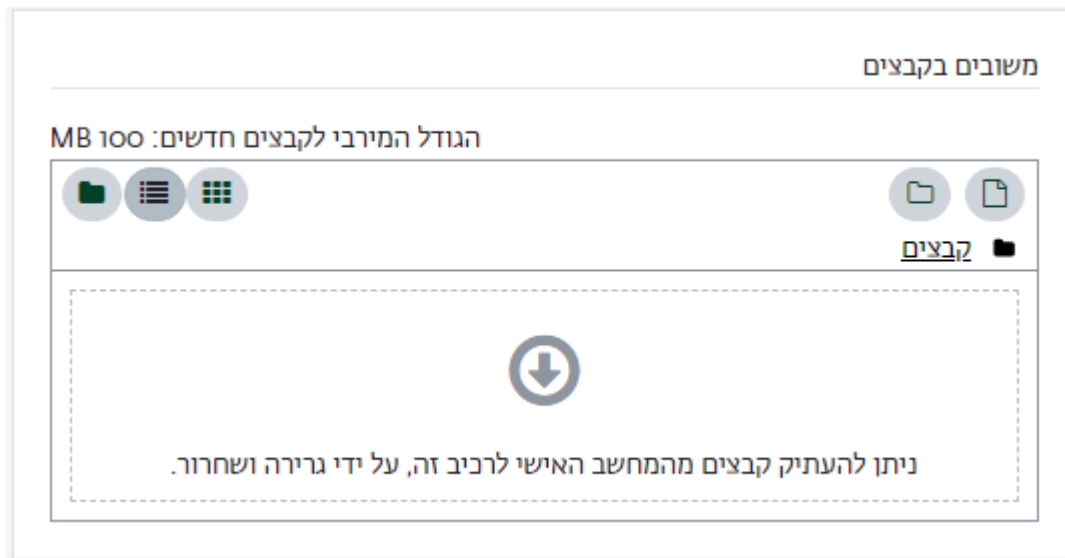 משובים בקבצים
הגודל המירבי לקבצים חדשים: 100 MB
קבצים
ניתן להעתיק קבצים מהמחשב האישי לרכיב זה, על ידי גרירה ושחרור.